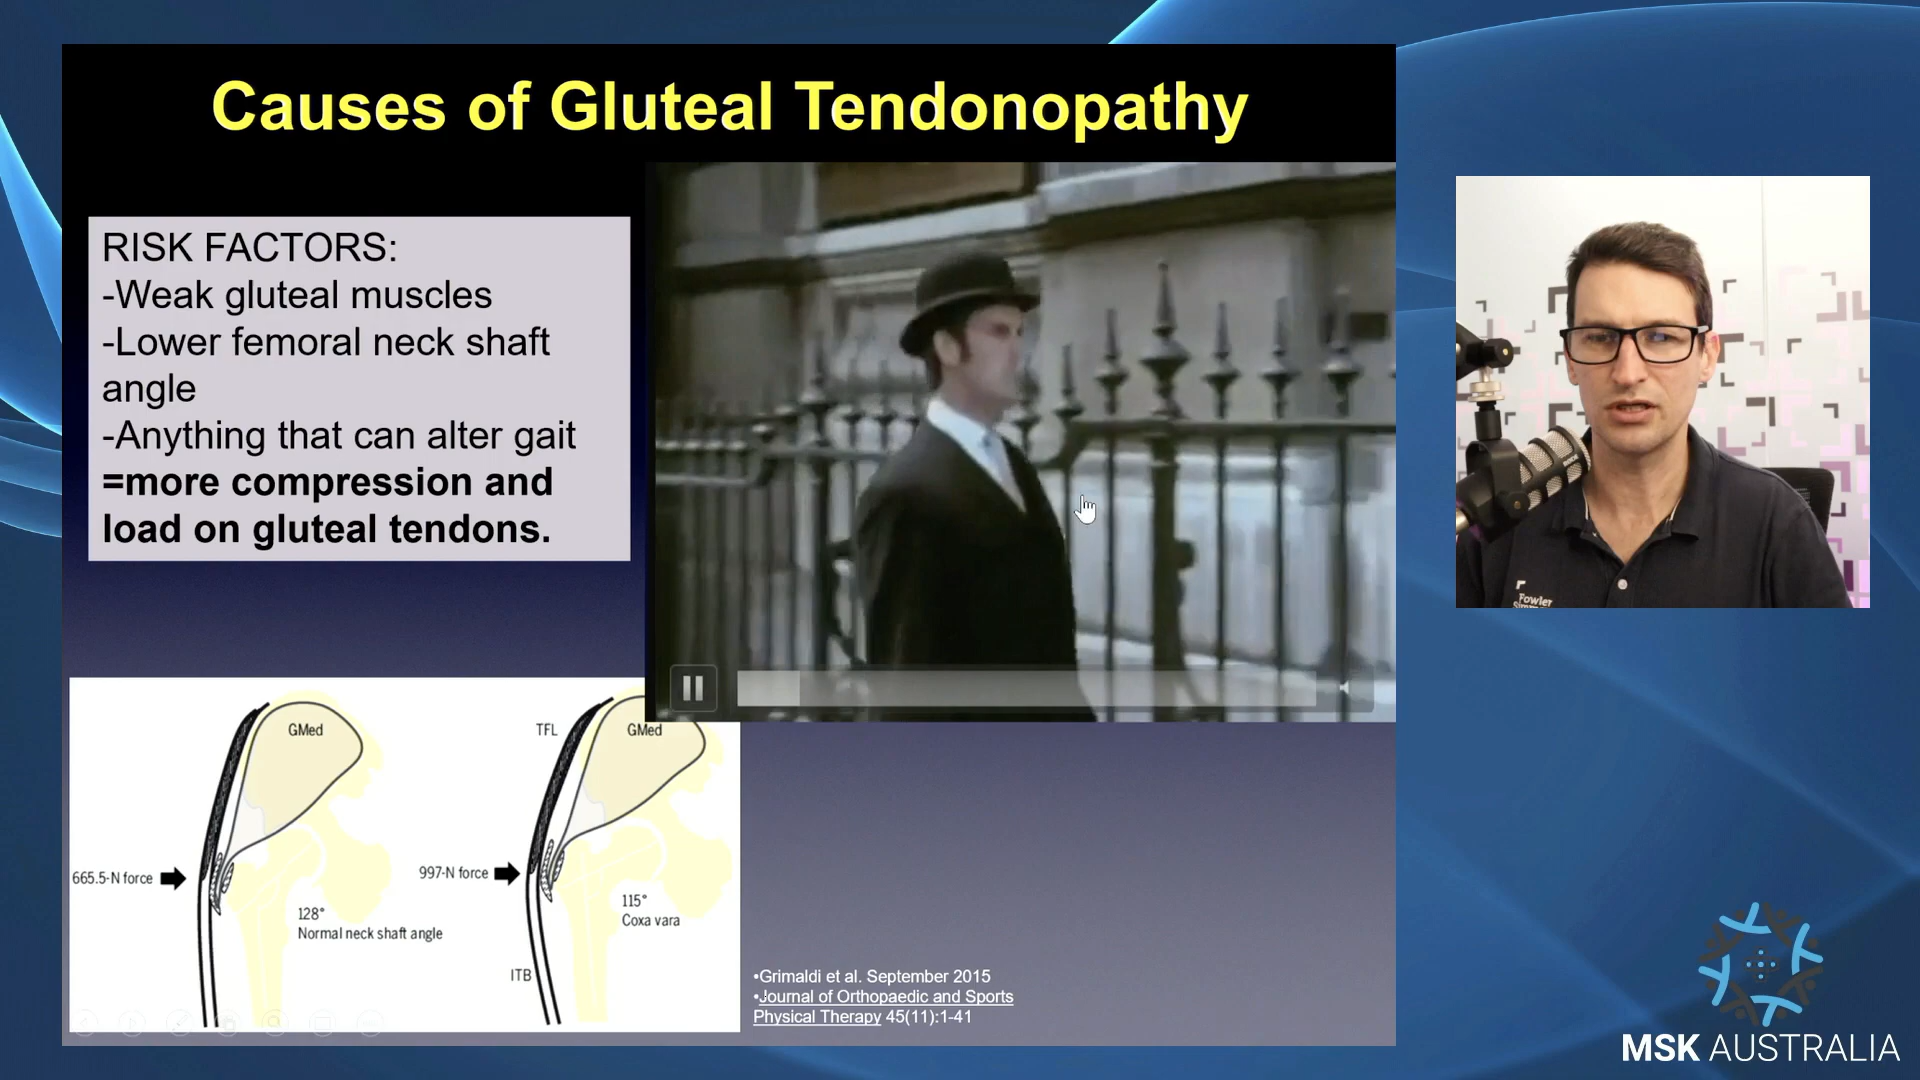 Causes of Gluteal Tendonopathy
RISK FACTORS:
-Weak gluteal muscles
-Lower femoral neck shaft
angle
-Anything that can alter gait
=more compression and
load on gluteal tendons.
GMed
TFL
GMed
665.5-N force
997-N force
128°
Normal neck shaft angle
115°
Coxa vara
ITB
•Grimaldi et al. September 2015
•Journal of Orthopaedic and Sports
Physical Therapy 45(11):1-41
Fowler
MSK AUSTRALIA